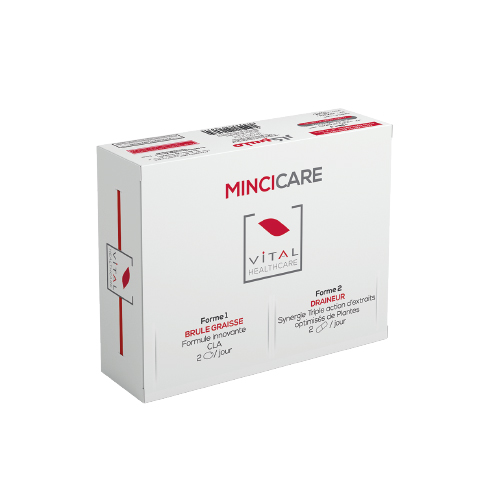 MINCICARE
VITAL
HEALTHCARE
Forme 1
BRULE GRAISSE
Formule innovante
CLA
2 / jour
Forme 2
DRAINEUR
Synergie Triple action d'extraits
optimisés de Plantes
2 / jour
VITAL
HEALTHCARE